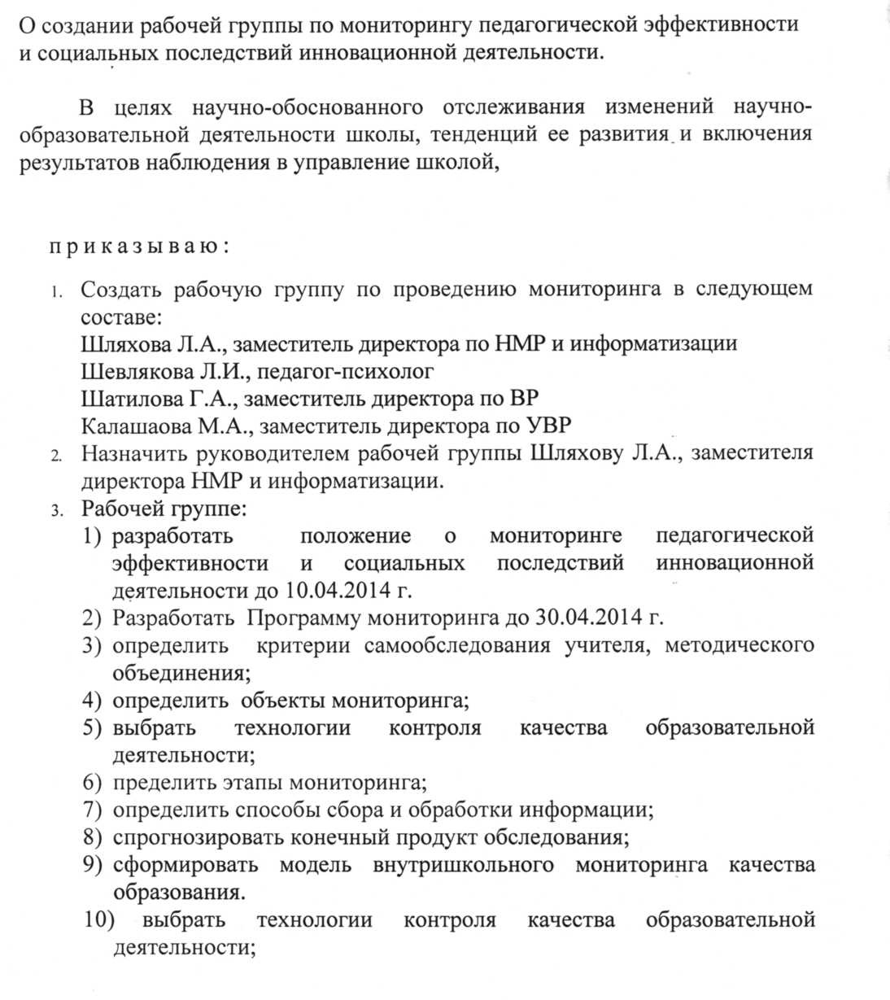 О создании рабочей группы по мониторингу педагогической эффективности
и социальных последствий инновационной деятельности.
В целях научно-обоснованного отслеживания изменений научно-
образовательной деятельности школы, тенденций ее развития и включения
результатов наблюдения в управление школой,
п р и к а з ы в а ю :
1. Создать рабочую группу по проведению мониторинга в следующем
составе:
Шляхова Л.А., заместитель директора по НМР и информатизации
Шевлякова Л.И., педагог-психолог
Шатилова Г.А., заместитель директора по ВР
Калашаова М.А., заместитель директора по УВР
2. Назначить руководителем рабочей группы Шляхову Л.А., заместителя
директора НМР и информатизации.
3. Рабочей группе:
1) разработать положение о мониторинге педагогической
эффективности и социальных последствий инновационной
деятельности до 10.04.2014 г.
2) Разработать Программу мониторинга до 30.04.2014 г.
3) определить критерии самообследования учителя, методического
объединения;
4) определить объекты мониторинга;
5) выбрать технологии контроля качества образовательной
деятельности;
6) пределить этапы мониторинга;
7) определить способы сбора и обработки информации;
8) спрогнозировать конечный продукт обследования;
9) сформировать модель внутришкольного мониторинга качества
образования.
10) выбрать технологии контроля качества образовательной
деятельности;